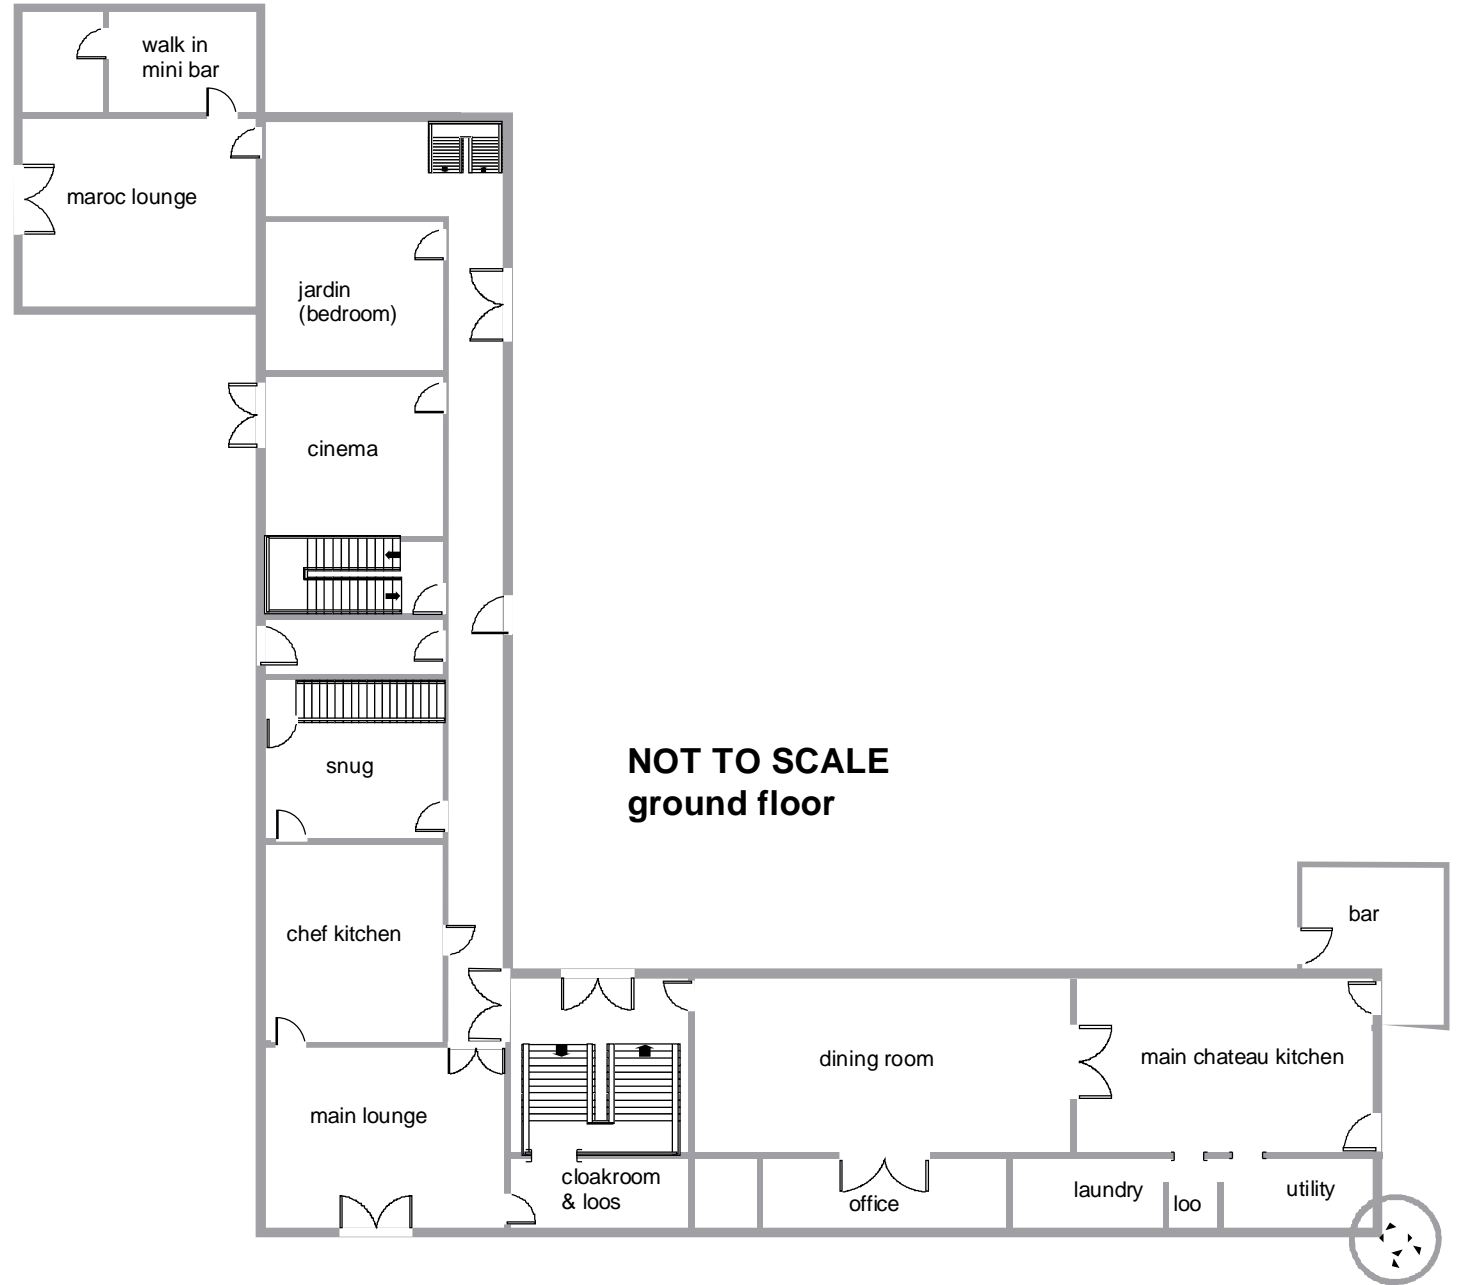 walk in
mini bar
maroc lounge
jardin
(bedroom)
cinema
snug
NOT TO SCALE
ground floor
chef kitchen
bar
dining room
main chateau kitchen
main lounge
cloakroom
& loos
office
laundry
loo
utility